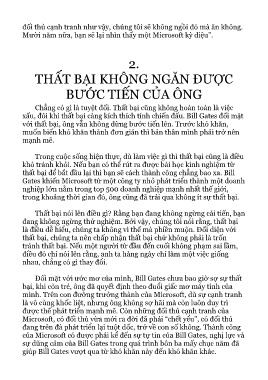 đối thủ cạnh tranh như vậy, chúng tôi sẽ không ngồi đó mà ăn không.
Mười năm nữa, bạn sẽ lại nhìn thấy một Microsoft kỳ diệu".
2.
THẤT BẠI KHÔNG NGĂN ĐƯỢC
BƯỚC TIẾN CỦA ÔNG
Chẳng có gì là tuyệt đối. Thất bại cũng không hoàn toàn là việc
xấu, đôi khi thất bại càng kích thích tinh chiến đấu. Bill Gates đối mặt
với thất bại, ông vẫn không dừng bước tiến lên. Trước khó khăn,
muốn biến khó khăn thành đơn giản thì bản thân mình phải trở nên
mạnh mẽ.
Trong cuộc sống hiện thực, dù làm việc gì thì thất bại cũng là điều
khó tránh khỏi. Nếu bạn có thể rút ra được bài học kinh nghiệm từ
thất bại để bắt đầu lại thì bạn sẽ cách thành công chẳng bao xa. Bill
Gates khiến Microsoft từ một công ty nhỏ phát triển thành một doanh
nghiệp lớn nằm trong top 500 doanh nghiệp mạnh nhất thế giới,
trong khoảng thời gian đó, ông cũng đã trải qua không ít sự thất bại.
Thất bại nói lên điều gì? Rằng bạn đang không ngừng cải tiến, bạn
đang không ngừng thử nghiệm. Bởi vậy, chúng tôi nói rằng, thất bại
là điều dễ hiểu, chúng ta không vì thế mà phiền muộn. Đối diện với
thất bại, chúng ta nên chấp nhận thất bại chứ không phải là trốn
tránh thất bại. Nếu một người từ đầu đến cuối không phạm sai lầm,
điều đó chỉ nói lên rằng, anh ta hằng ngày chỉ làm một việc giống
nhau, chẳng có gì thay đổi.
Đối mặt với ước mơ của mình, Bill Gates chưa bao giờ sợ sự thất
bại, khi còn trẻ, ông đã quyết định theo đuổi giấc mơ máy tính của
mình. Trên con đường trưởng thành của Microsoft, dù sự cạnh tranh
là vô cùng khốc liệt, nhưng ông không sợ hãi mà còn luôn duy trì
được thế phát triển mạnh mẽ. Còn những đối thủ cạnh tranh của
Microsoft, có đối thủ vừa mới ra đời đã phải "chết yểu", có đối thủ
đang trên đà phát triển lại tuột dốc, trở về con số không. Thành công
của Microsoft có được phải kể đến sự tự tin của Bill Gates, nghị lực và
sự dũng cảm của Bill Gates trong quá trình bôn ba mấy chục năm đã
giúp Bill Gates vượt qua từ khó khăn này đến khó khăn khác.